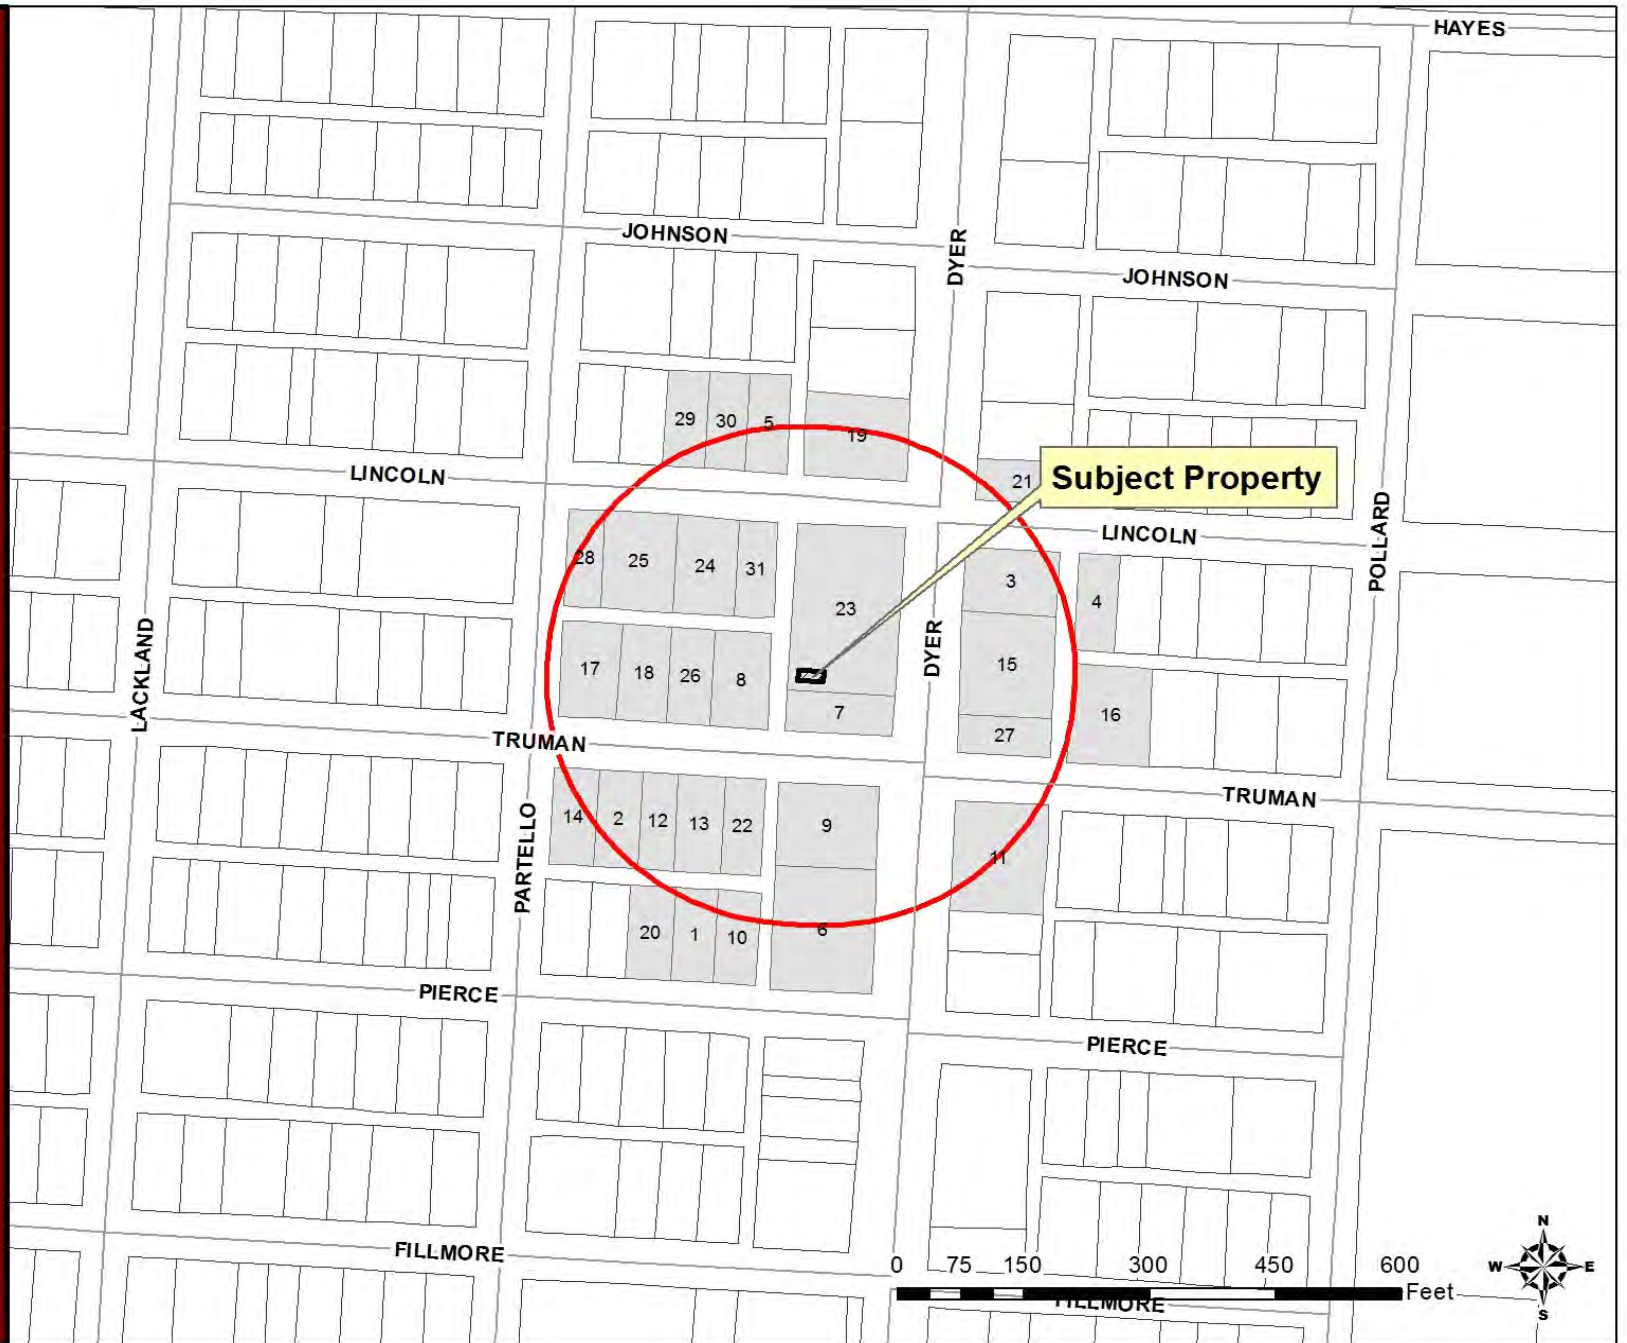 HAYES
JOHNSON
DYER
JOHNSON
29 30 5 19
21
Subject Property
LINCOLN
LINCOLN
POLLARD
28 25 24 31
23
3
4
LACKLAND
17 18 26 8
7
DYER
15
16
27
TRUMAN
TRUMAN
PARTELLO
14 2 12 13 22
9
11
20 1 10
6
PIERCE
PIERCE
FILLMORE
0 75 150 300 450 600
Feet
FILLMORE
N
W E
S